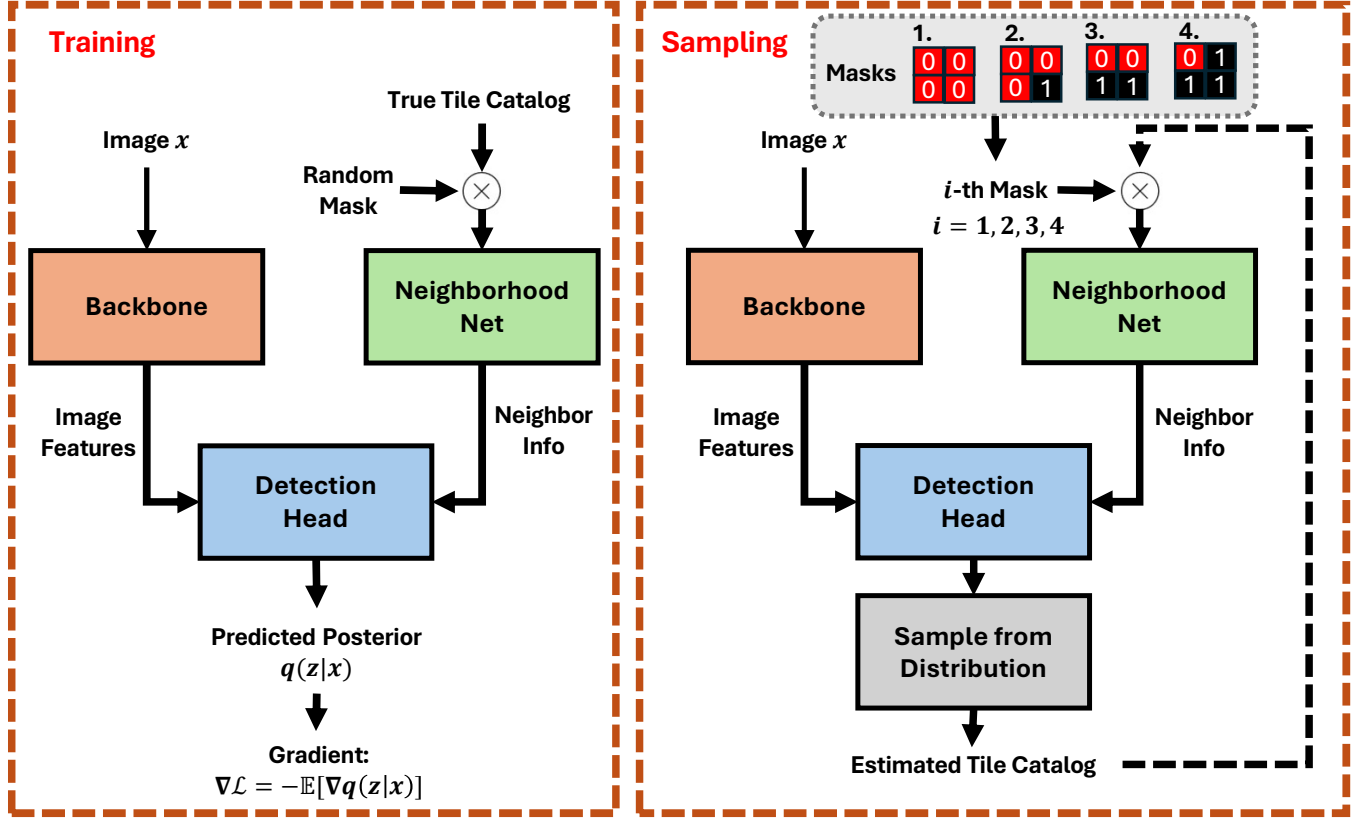 Training
True Tile Catalog
Image x
Random
Mask
×
Backbone
Neighborhood
Net
Image
Features
Neighbor
Info
Detection
Head
Predicted Posterior
q(z|x)
Gradient:
∇ℒ = −𝔼[∇q(z|x)]
Sampling
Masks
1.
0 0
0 0
2.
0 0
0 1
3.
0 0
1 1
4.
0 1
1 1
Image x
i-th Mask
i = 1, 2, 3, 4
×
Backbone
Neighborhood
Net
Image
Features
Neighbor
Info
Detection
Head
Sample from
Distribution
Estimated Tile Catalog